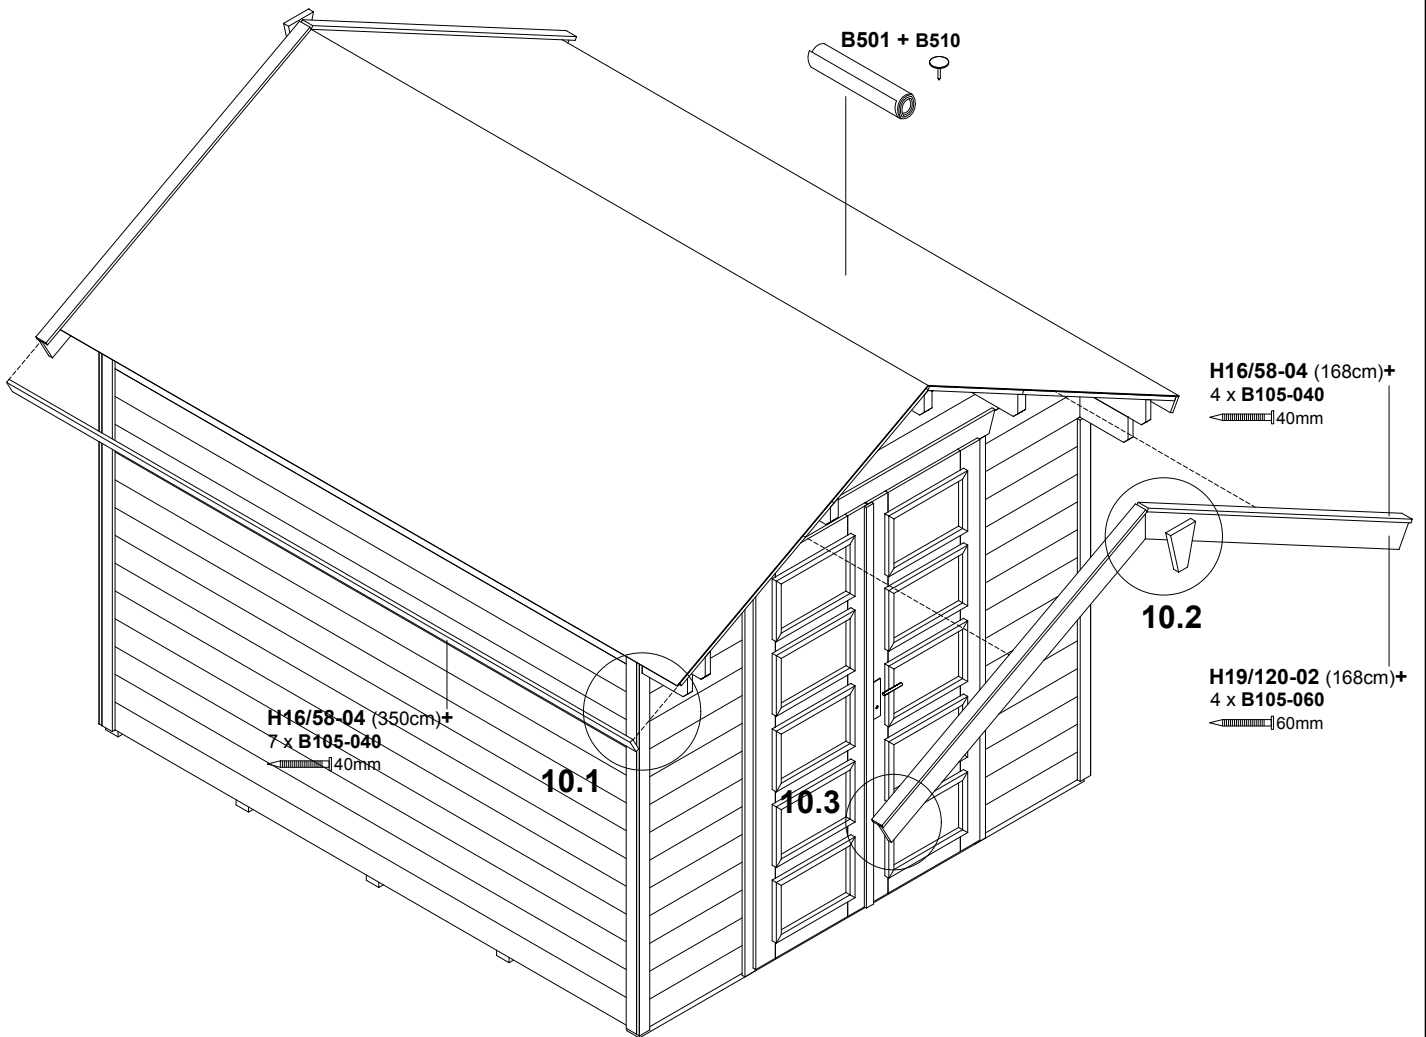 B501 + B510
H16/58-04 (168cm)+
4 x B105-040
40mm
10.2
H19/120-02 (168cm)+
4 x B105-060
60mm
H16/58-04 (350cm)+
7 x B105-040
40mm
10.1
10.3